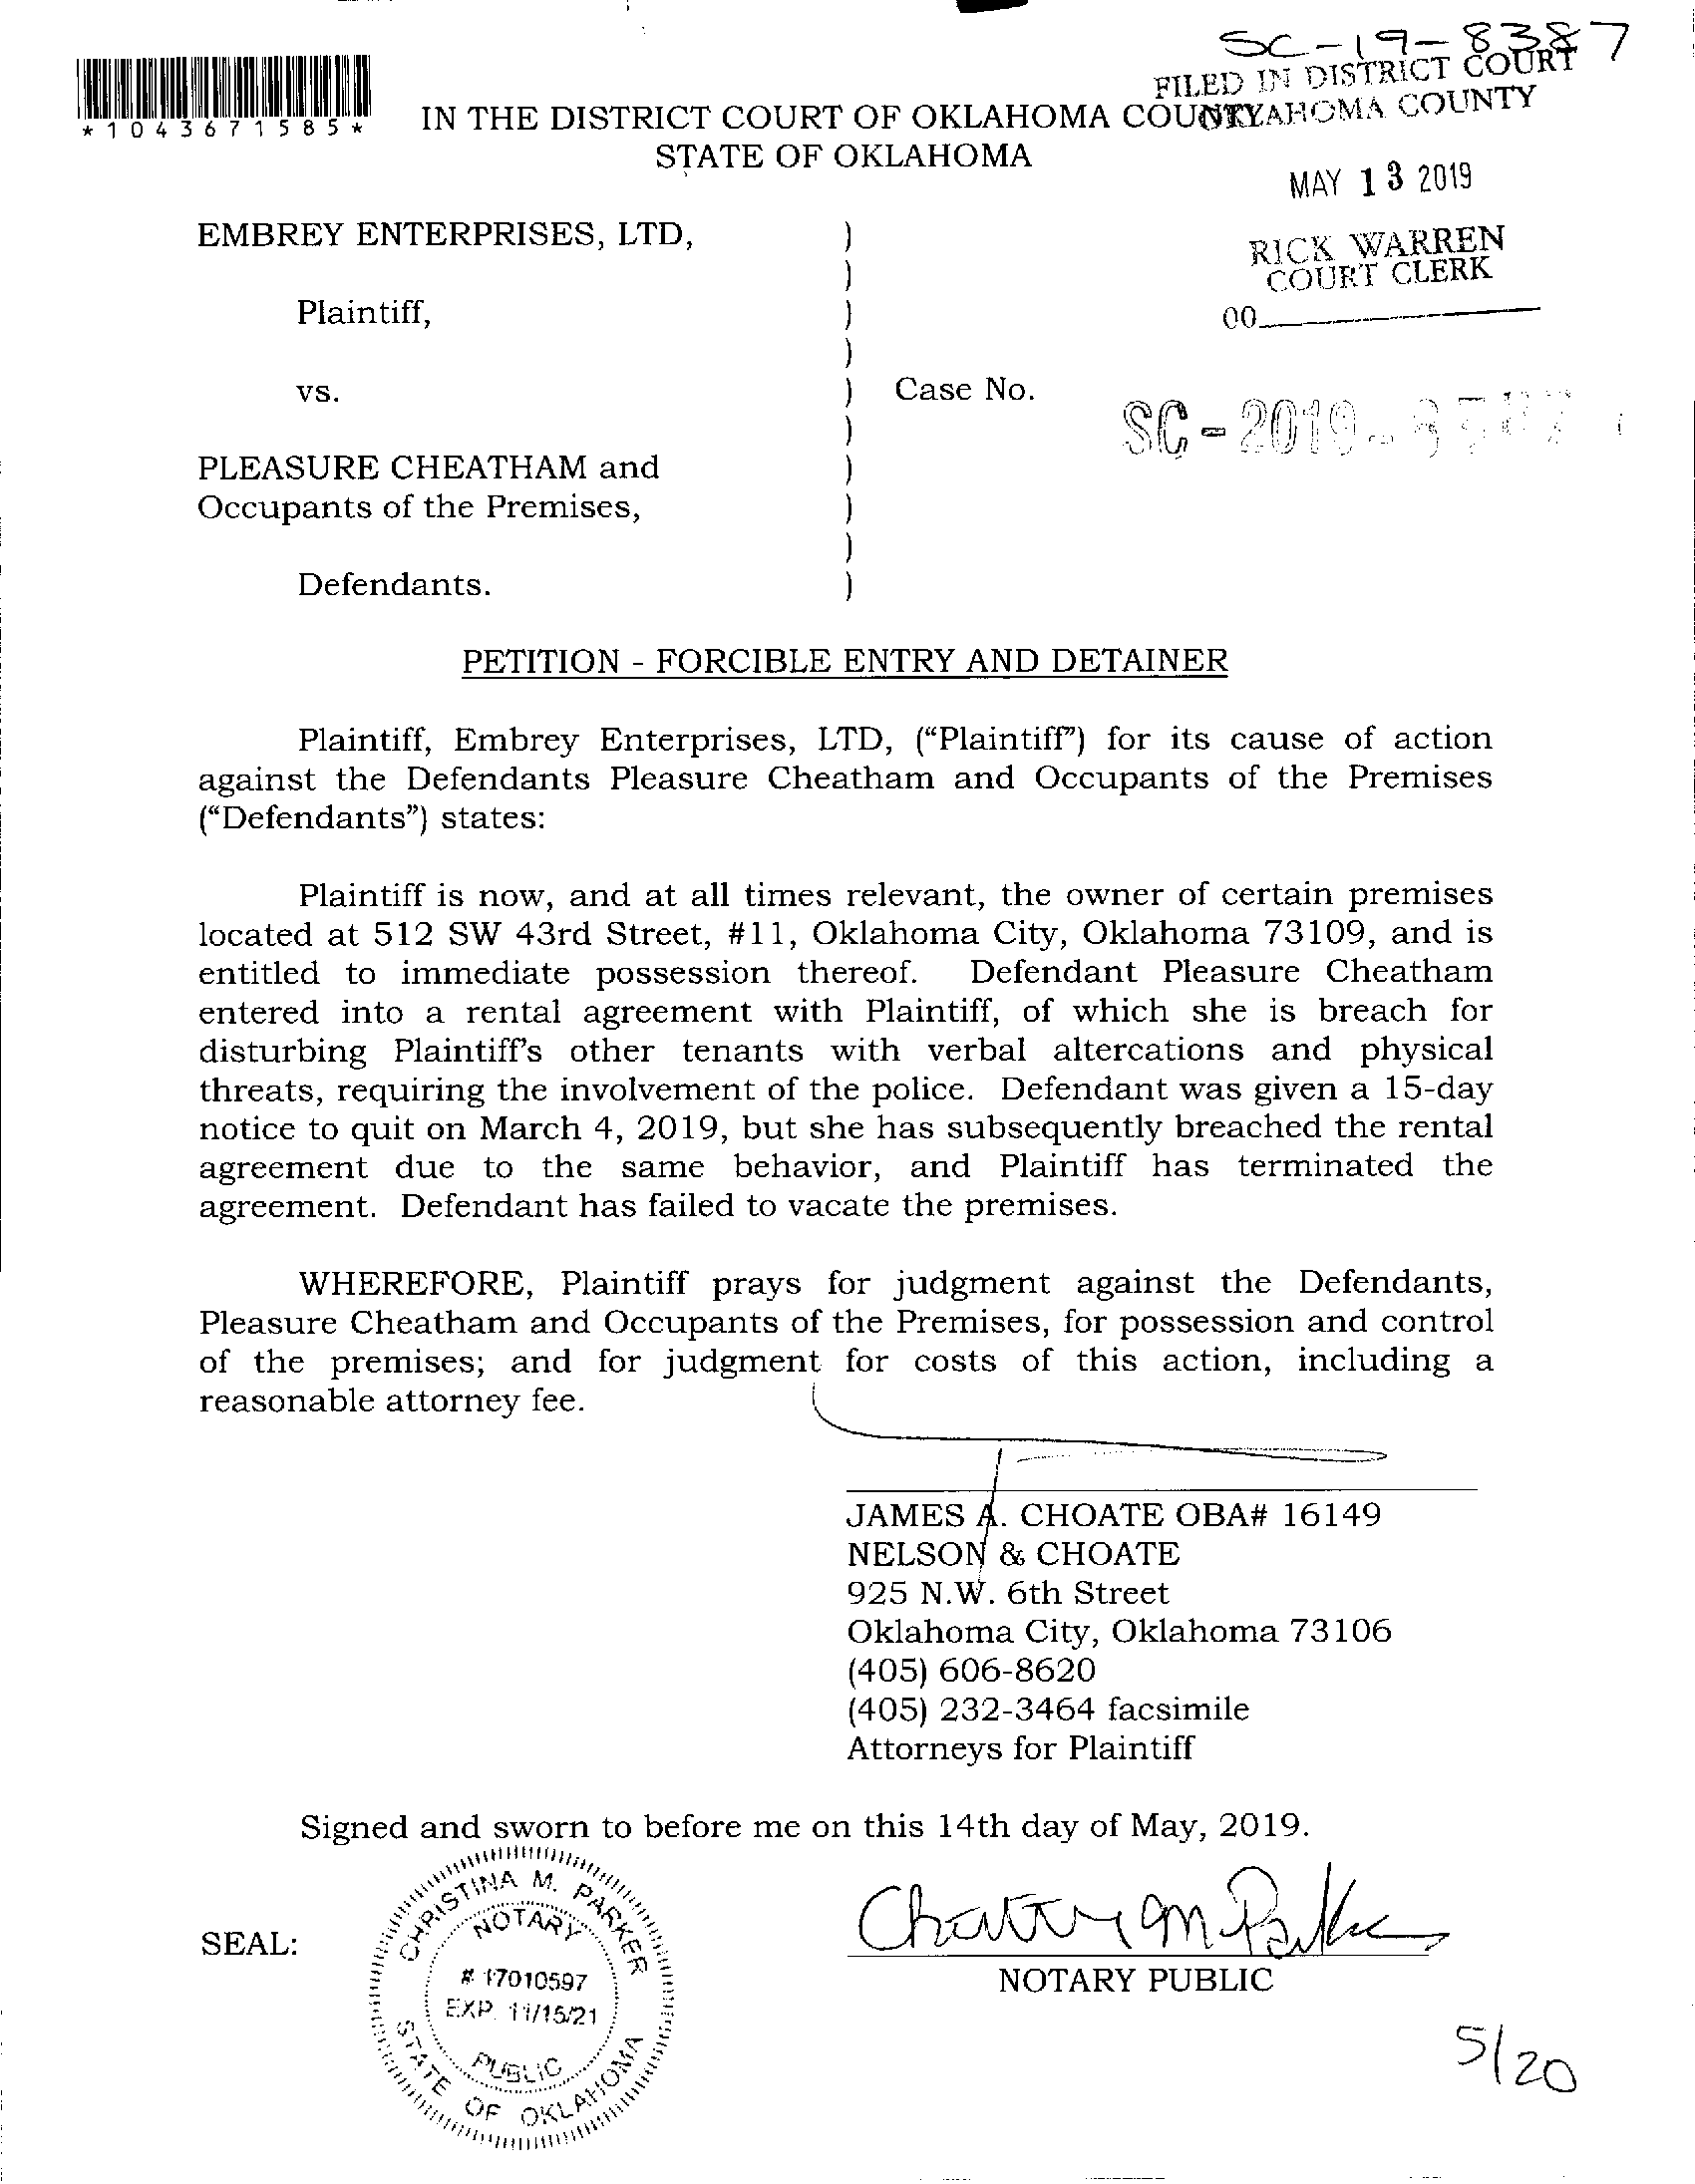 SC-19-8387
*1043671585*
FILED IN DISTRICT COURT
OKLAHOMA COUNTY
IN THE DISTRICT COURT OF OKLAHOMA COUNTY
STATE OF OKLAHOMA
MAY 13 2019
RICK WARREN
COURT CLERK
00
EMBREY ENTERPRISES, LTD, )
)
Plaintiff, )
)
vs. ) Case No.
SC-2019-
)
PLEASURE CHEATHAM and )
Occupants of the Premises, )
)
Defendants. )
PETITION - FORCIBLE ENTRY AND DETAINER
Plaintiff, Embrey Enterprises, LTD, (“Plaintiff”) for its cause of action
against the Defendants Pleasure Cheatham and Occupants of the Premises
(“Defendants”) states:
Plaintiff is now, and at all times relevant, the owner of certain premises
located at 512 SW 43rd Street, #11, Oklahoma City, Oklahoma 73109, and is
entitled to immediate possession thereof. Defendant Pleasure Cheatham
entered into a rental agreement with Plaintiff, of which she is breach for
disturbing Plaintiff's other tenants with verbal altercations and physical
threats, requiring the involvement of the police. Defendant was given a 15-day
notice to quit on March 4, 2019, but she has subsequently breached the rental
agreement due to the same behavior, and Plaintiff has terminated the
agreement. Defendant has failed to vacate the premises.
WHEREFORE, Plaintiff prays for judgment against the Defendants,
Pleasure Cheatham and Occupants of the Premises, for possession and control
of the premises; and for judgment for costs of this action, including a
reasonable attorney fee.
JAMES A. CHOATE OBA# 16149
NELSON & CHOATE
925 N.W. 6th Street
Oklahoma City, Oklahoma 73106
(405) 606-8620
(405) 232-3464 facsimile
Attorneys for Plaintiff
Signed and sworn to before me on this 14th day of May, 2019.
SEAL:
CHRISTINA M. PARKER
NOTARY
# 17010597
EXP. 11/15/21
PUBLIC
STATE OF OKLAHOMA
NOTARY PUBLIC
5/20